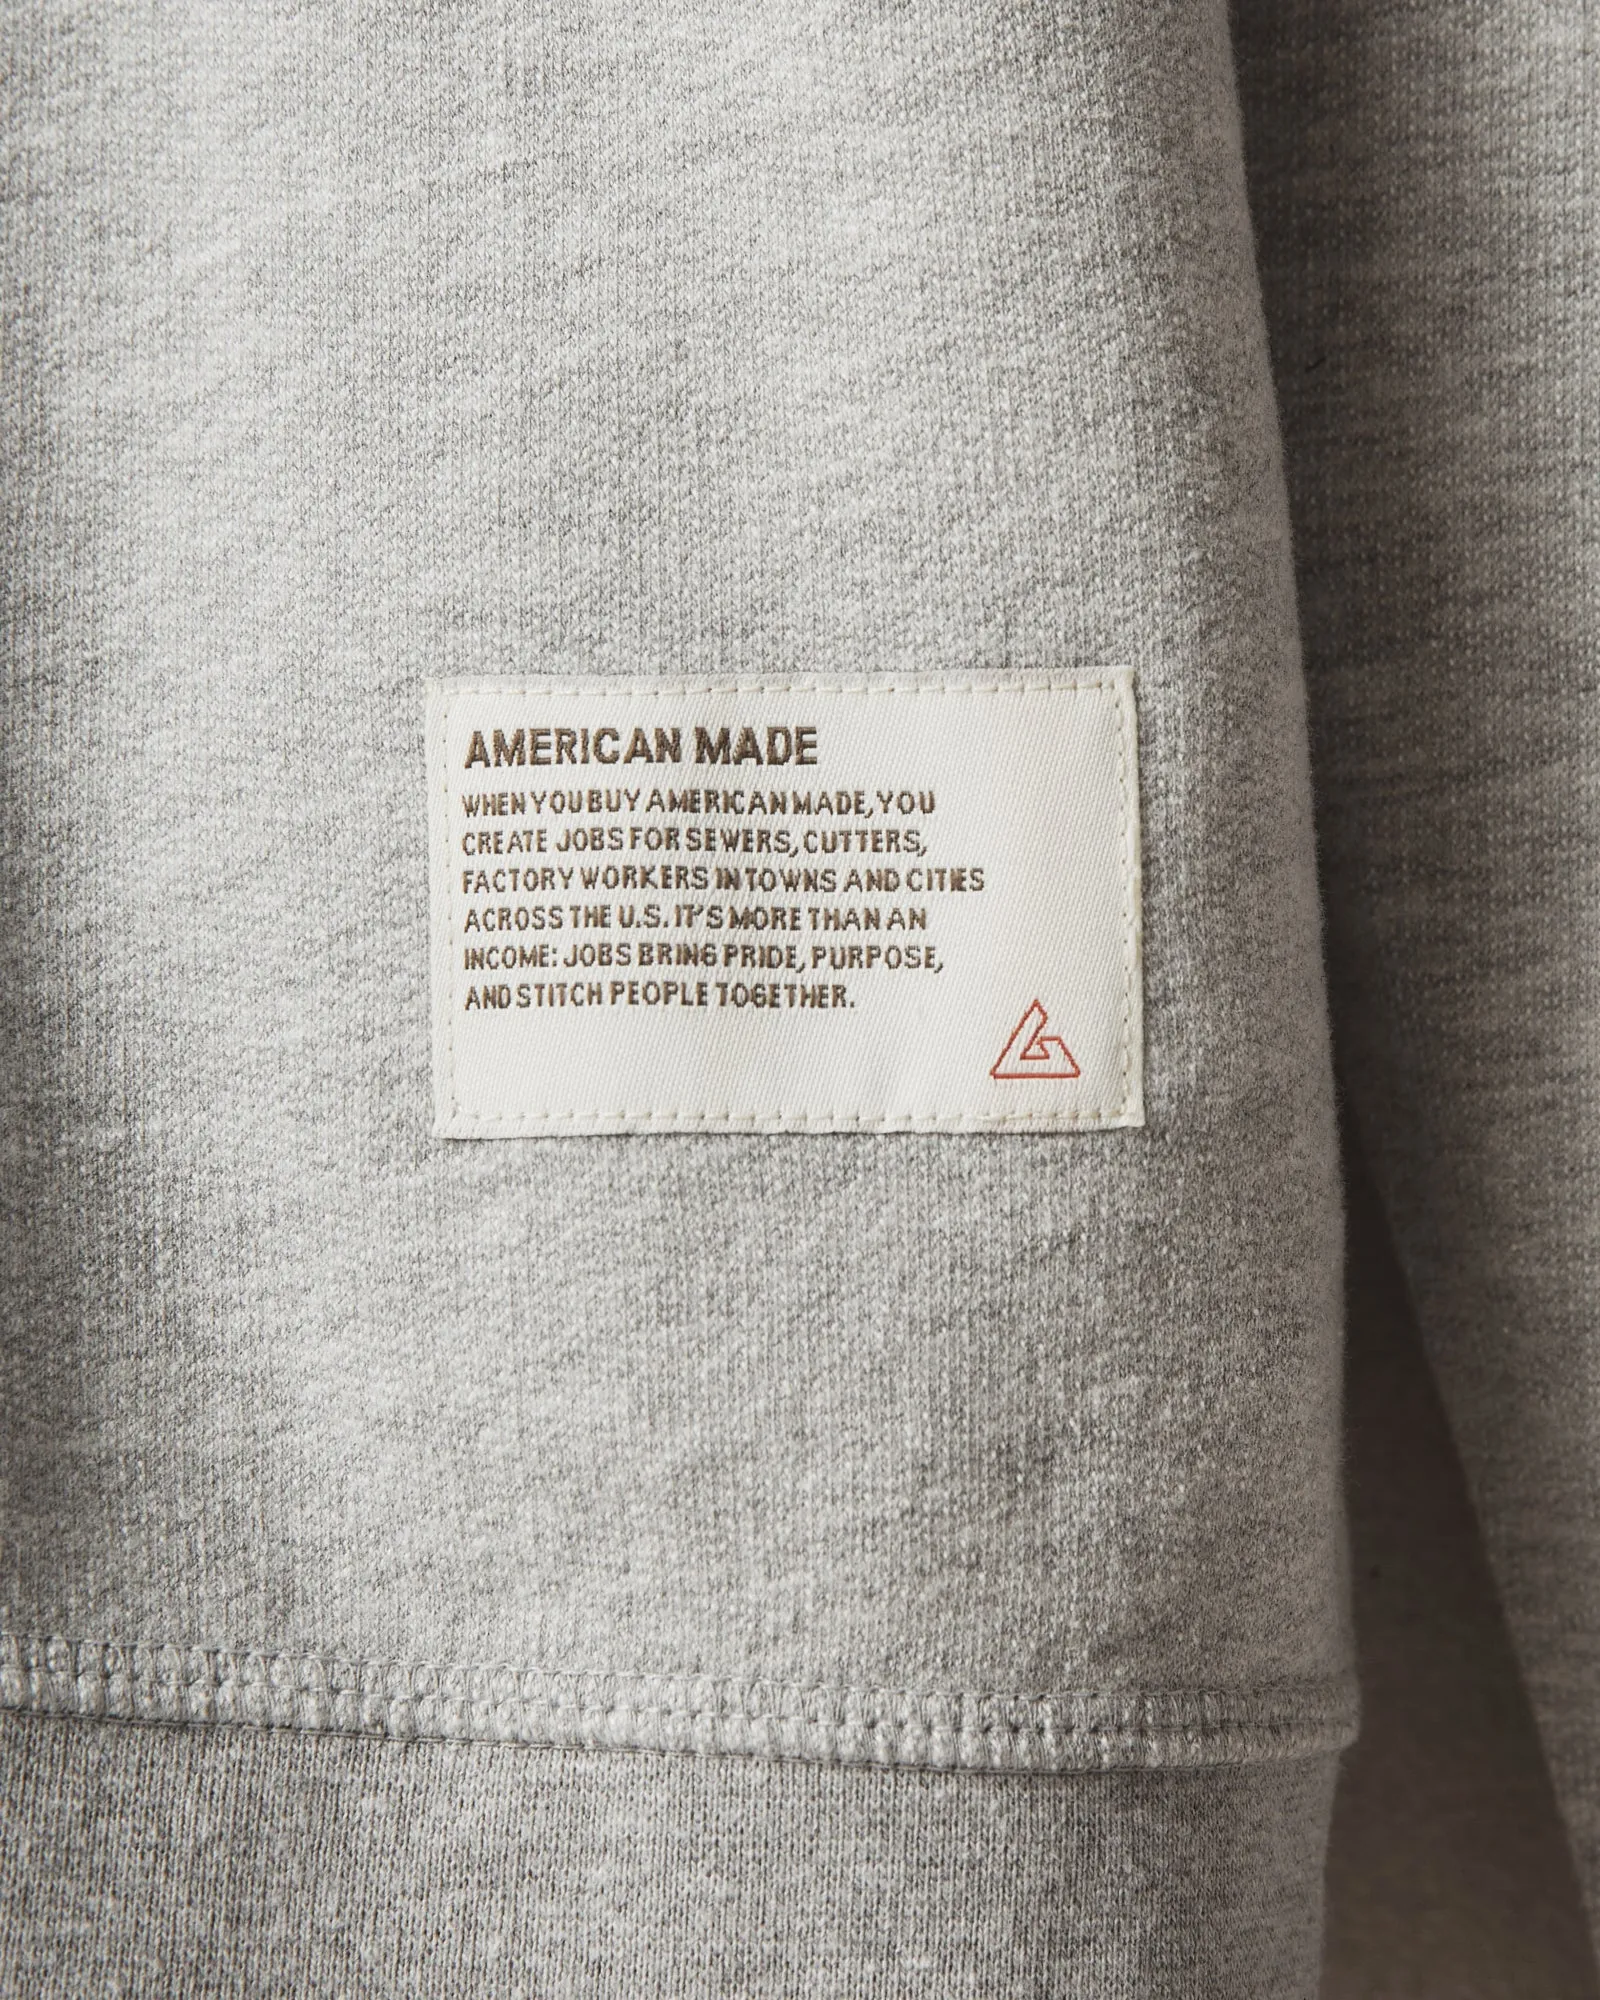 AMERICAN MADE
WHEN YOU BUY AMERICAN MADE, YOU
CREATE JOBS FOR SEWERS, CUTTERS,
FACTORY WORKERS IN TOWNS AND CITIES
ACROSS THE U.S. IT'S MORE THAN AN
INCOME: JOBS BRING PRIDE, PURPOSE,
AND STITCH PEOPLE TOGETHER.